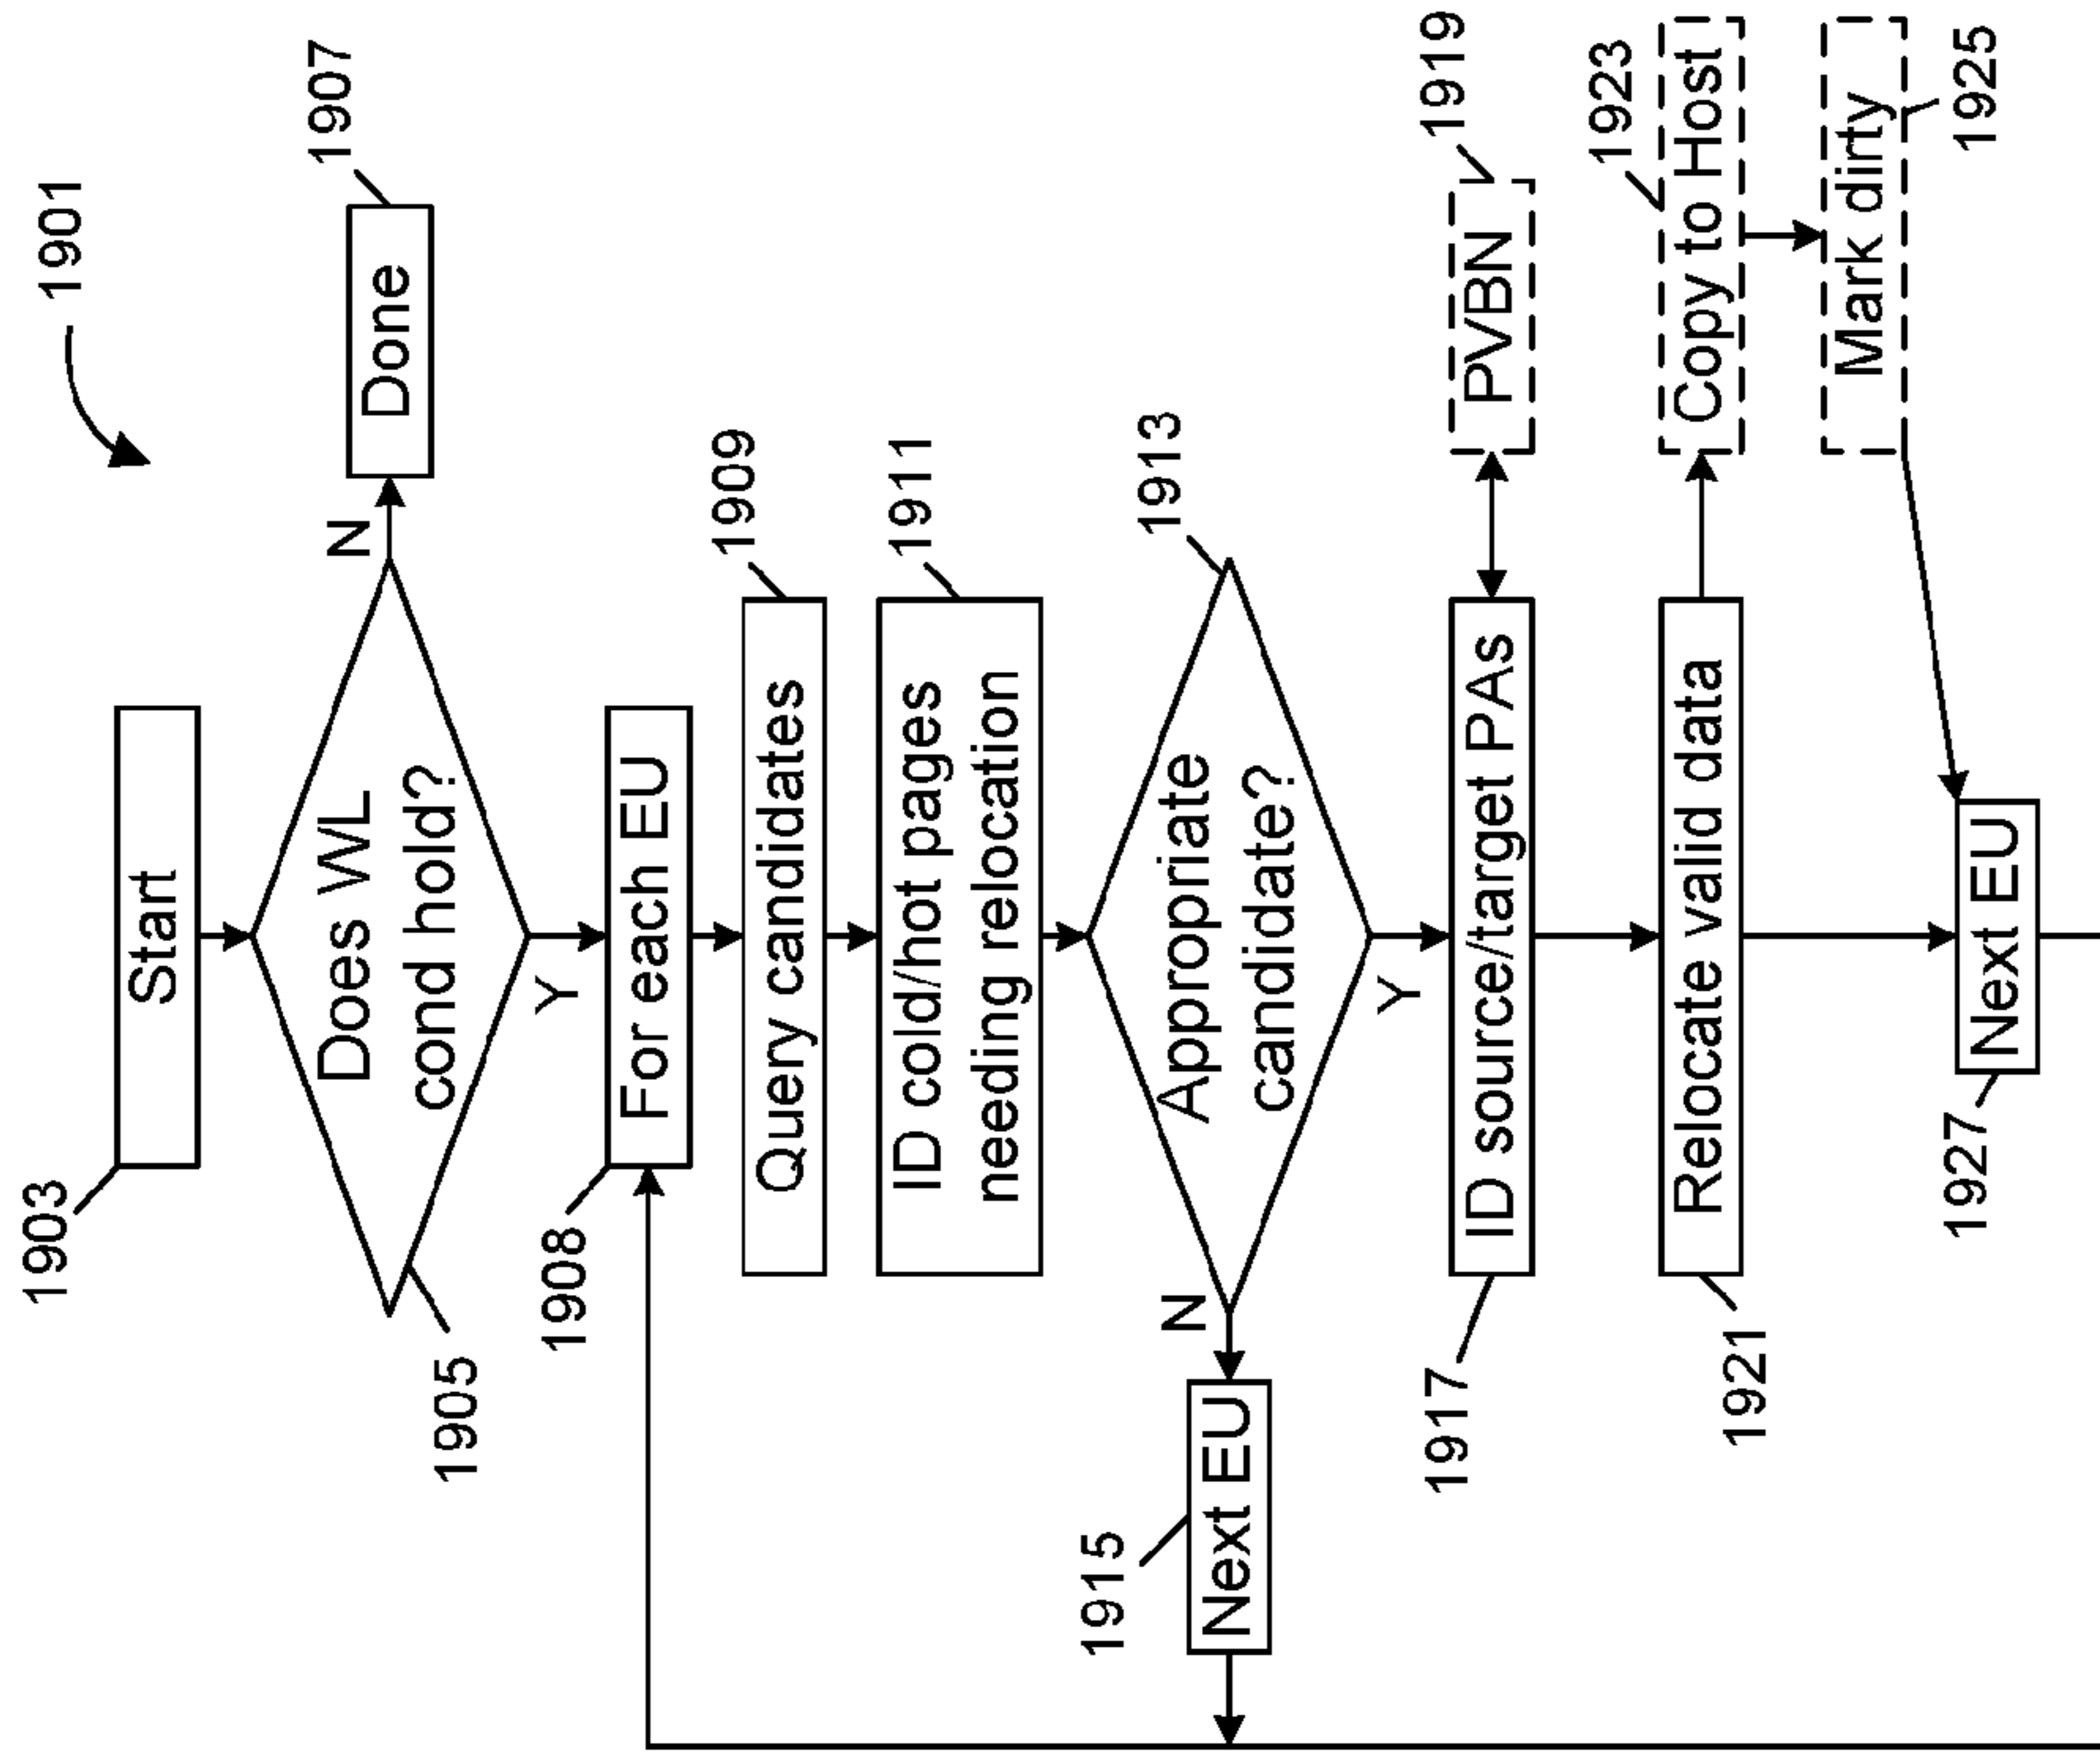 1901
1903
Start
1905
Does WL
cond hold?
N
1907
Done
Y
1908
For each EU
1909
Query candidates
1911
ID cold/hot pages
needing relocation
1913
Appropriate
candidate?
N
1915
Next EU
Y
1917
ID source/target PAs
1919
PVBN
1921
Relocate valid data
1923
Copy to Host
Mark dirty
1925
1927
Next EU